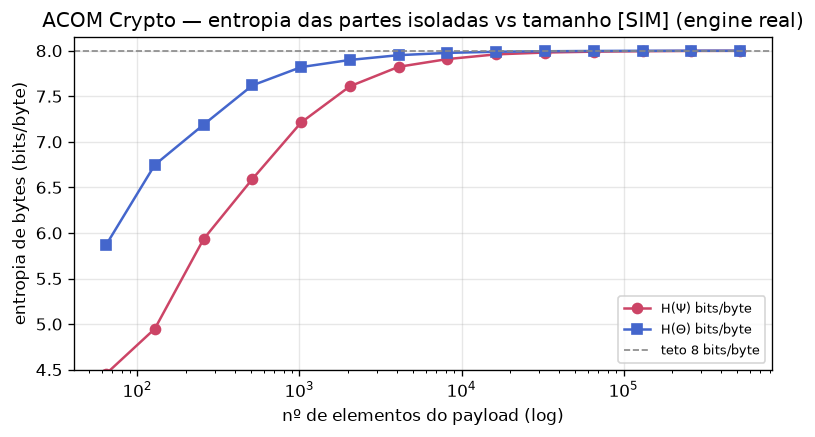 ACOM Crypto — entropia das partes isoladas vs tamanho [SIM] (engine real)
entropia de bytes (bits/byte)
8.0
7.5
7.0
6.5
6.0
5.5
5.0
4.5
H(Ψ) bits/byte
H(Θ) bits/byte
teto 8 bits/byte
10² 10³ 10⁴ 10⁵
nº de elementos do payload (log)